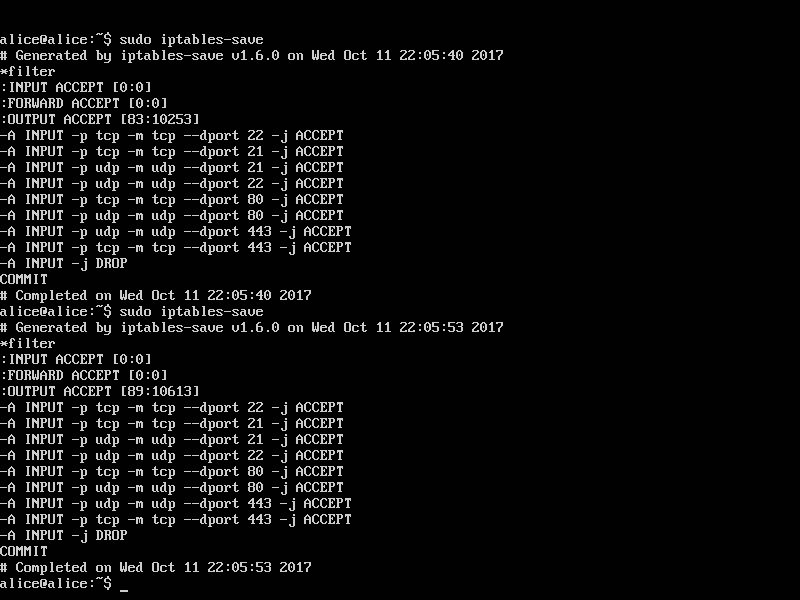 alice@alice:~$ sudo iptables-save
# Generated by iptables-save v1.6.0 on Wed Oct 11 22:05:40 2017
*filter
:INPUT ACCEPT [0:0]
:FORWARD ACCEPT [0:0]
:OUTPUT ACCEPT [83:10253]
-A INPUT -p tcp -m tcp --dport 22 -j ACCEPT
-A INPUT -p tcp -m tcp --dport 21 -j ACCEPT
-A INPUT -p udp -m udp --dport 21 -j ACCEPT
-A INPUT -p udp -m udp --dport 22 -j ACCEPT
-A INPUT -p tcp -m tcp --dport 80 -j ACCEPT
-A INPUT -p udp -m udp --dport 80 -j ACCEPT
-A INPUT -p udp -m udp --dport 443 -j ACCEPT
-A INPUT -p tcp -m tcp --dport 443 -j ACCEPT
-A INPUT -j DROP
COMMIT
# Completed on Wed Oct 11 22:05:40 2017
alice@alice:~$ sudo iptables-save
# Generated by iptables-save v1.6.0 on Wed Oct 11 22:05:53 2017
*filter
:INPUT ACCEPT [0:0]
:FORWARD ACCEPT [0:0]
:OUTPUT ACCEPT [89:10613]
-A INPUT -p tcp -m tcp --dport 22 -j ACCEPT
-A INPUT -p tcp -m tcp --dport 21 -j ACCEPT
-A INPUT -p udp -m udp --dport 21 -j ACCEPT
-A INPUT -p udp -m udp --dport 22 -j ACCEPT
-A INPUT -p tcp -m tcp --dport 80 -j ACCEPT
-A INPUT -p udp -m udp --dport 80 -j ACCEPT
-A INPUT -p udp -m udp --dport 443 -j ACCEPT
-A INPUT -p tcp -m tcp --dport 443 -j ACCEPT
-A INPUT -j DROP
COMMIT
# Completed on Wed Oct 11 22:05:53 2017
alice@alice:~$ _